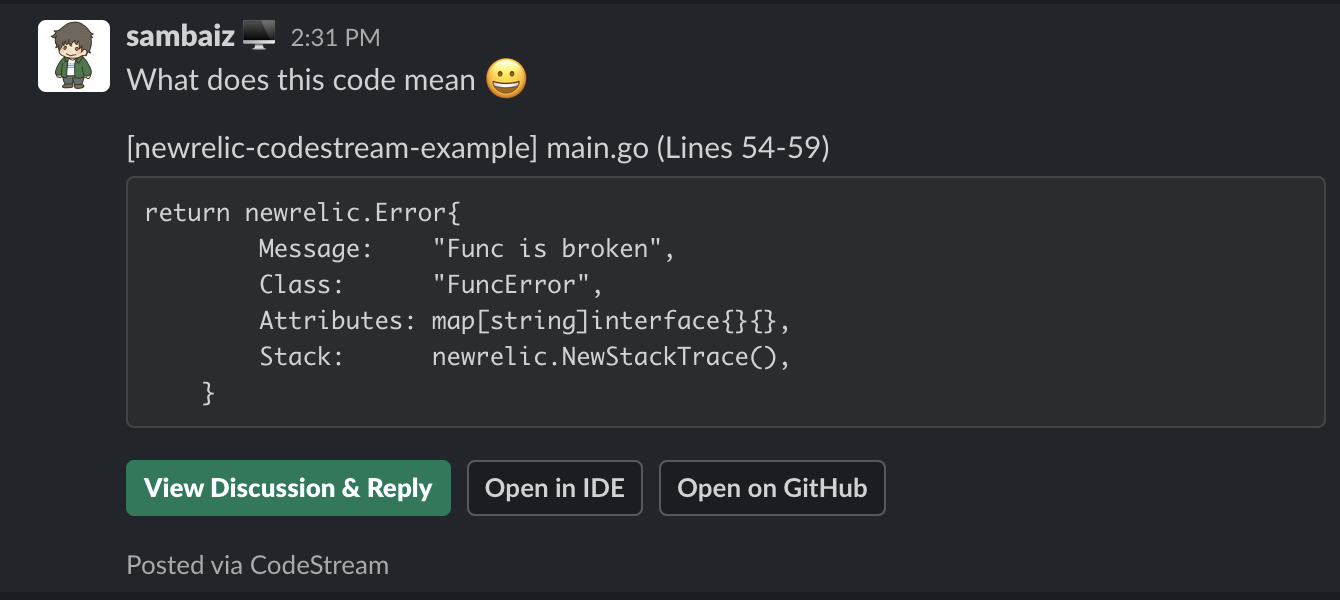 sambaiz 🖥️ 2:31 PM
What does this code mean 😀
[newrelic-codestream-example] main.go (Lines 54-59)
return newrelic.Error{
        Message:    "Func is broken",
        Class:      "FuncError",
        Attributes: map[string]interface{}{},
        Stack:      newrelic.NewStackTrace(),
    }
View Discussion & Reply Open in IDE Open on GitHub
Posted via CodeStream